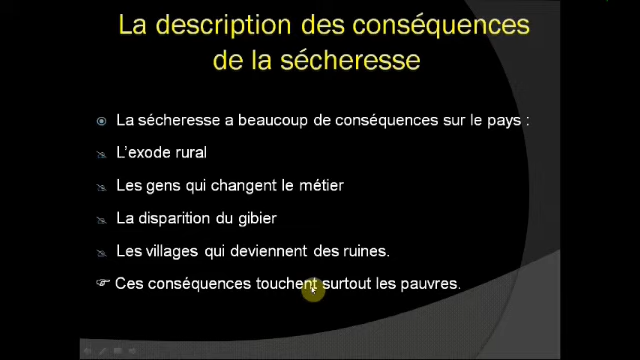 La description des conséquences
de la sécheresse
La sécheresse a beaucoup de conséquences sur le pays :
L'exode rural
Les gens qui changent le métier
La disparition du gibier
Les villages qui deviennent des ruines.
Ces conséquences touchent surtout les pauvres.